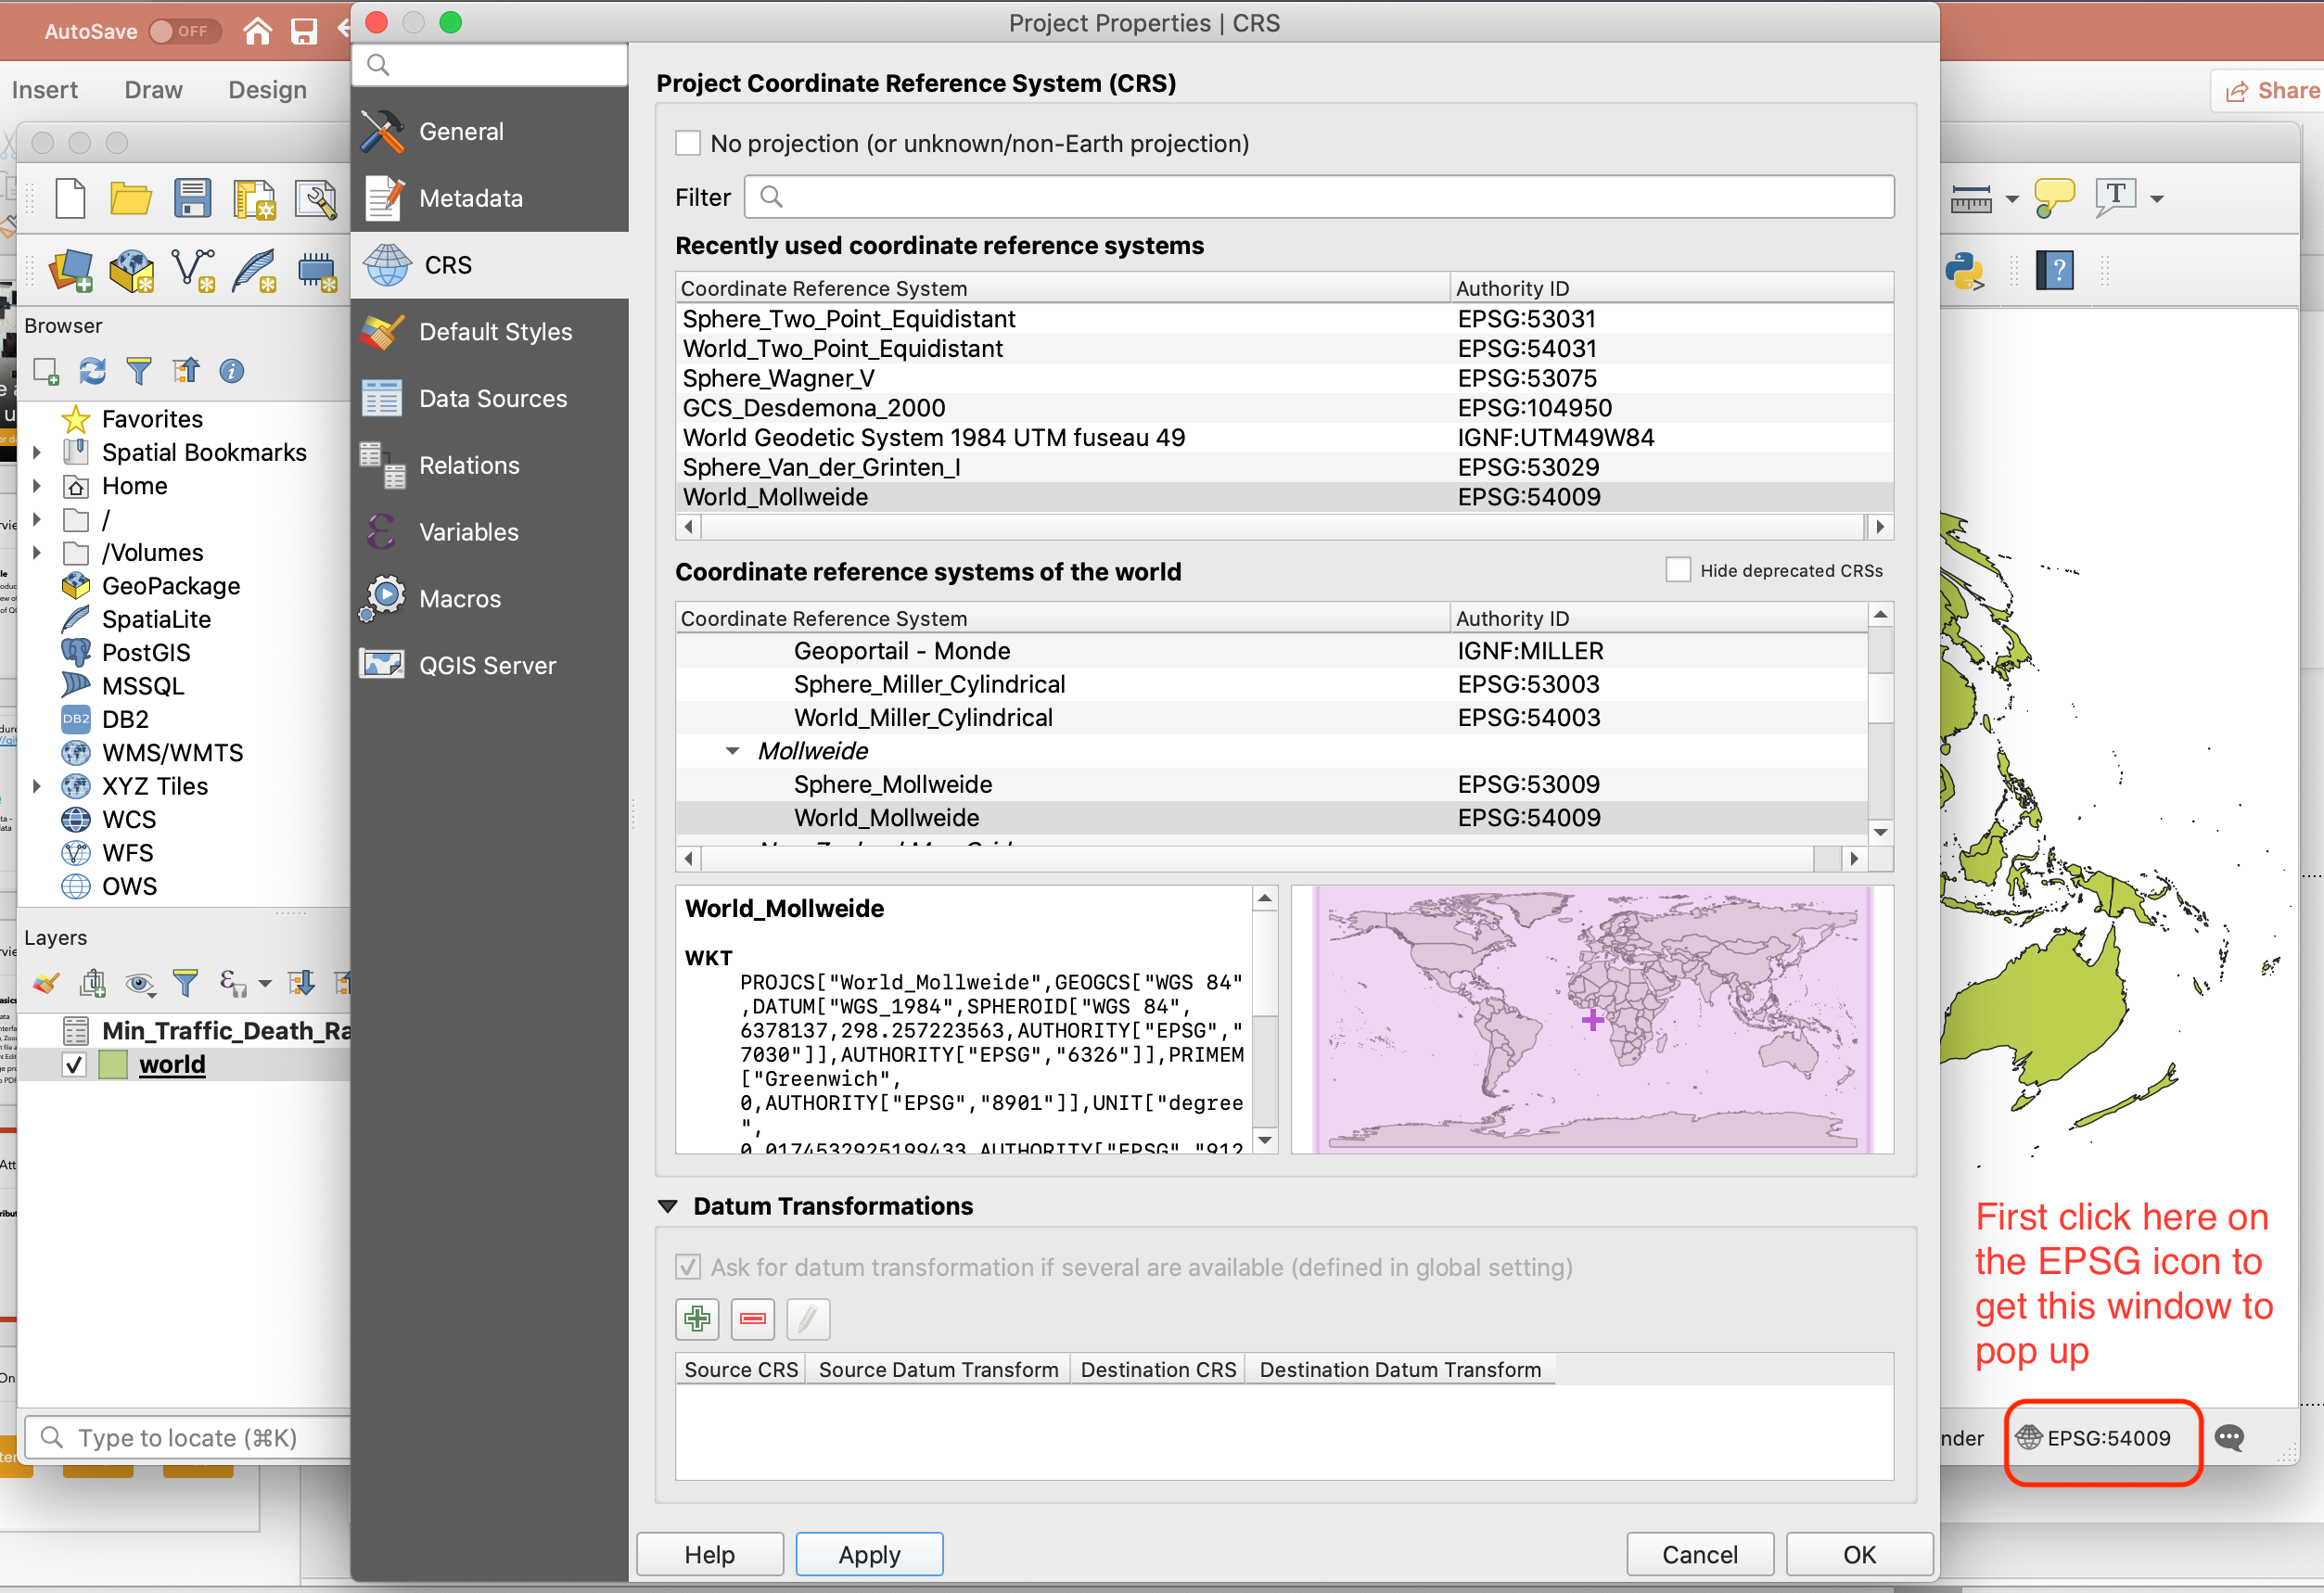 AutoSave OFF
Insert Draw Design
Share
Project Properties | CRS
General
Metadata
CRS
Default Styles
Data Sources
Relations
Variables
Macros
QGIS Server
Browser
Favorites
Spatial Bookmarks
Home
/
/Volumes
GeoPackage
SpatiaLite
PostGIS
MSSQL
DB2 DB2
WMS/WMTS
XYZ Tiles
WCS
WFS
OWS
Layers
Min_Traffic_Death_Ra
world
Type to locate (⌘K)
Project Coordinate Reference System (CRS)
No projection (or unknown/non-Earth projection)
Filter
Recently used coordinate reference systems
Coordinate Reference System Authority ID
Sphere_Two_Point_Equidistant EPSG:53031
World_Two_Point_Equidistant EPSG:54031
Sphere_Wagner_V EPSG:53075
GCS_Desdemona_2000 EPSG:104950
World Geodetic System 1984 UTM fuseau 49 IGNF:UTM49W84
Sphere_Van_der_Grinten_I EPSG:53029
World_Mollweide EPSG:54009
Coordinate reference systems of the world Hide deprecated CRSs
Coordinate Reference System Authority ID
Geoportail - Monde IGNF:MILLER
Sphere_Miller_Cylindrical EPSG:53003
World_Miller_Cylindrical EPSG:54003
Mollweide
Sphere_Mollweide EPSG:53009
World_Mollweide EPSG:54009
World_Mollweide
WKT
PROJCS["World_Mollweide",GEOGCS["WGS 84"
,DATUM["WGS_1984",SPHEROID["WGS 84",
6378137,298.257223563,AUTHORITY["EPSG","
7030"]],AUTHORITY["EPSG","6326"]],PRIMEM
["Greenwich",
0,AUTHORITY["EPSG","8901"]],UNIT["degree
",
0.0174532925199433,AUTHORITY["EPSG","912
Datum Transformations
Ask for datum transformation if several are available (defined in global setting)
Source CRS Source Datum Transform Destination CRS Destination Datum Transform
Help Apply Cancel OK
First click here on
the EPSG icon to
get this window to
pop up
nder EPSG:54009